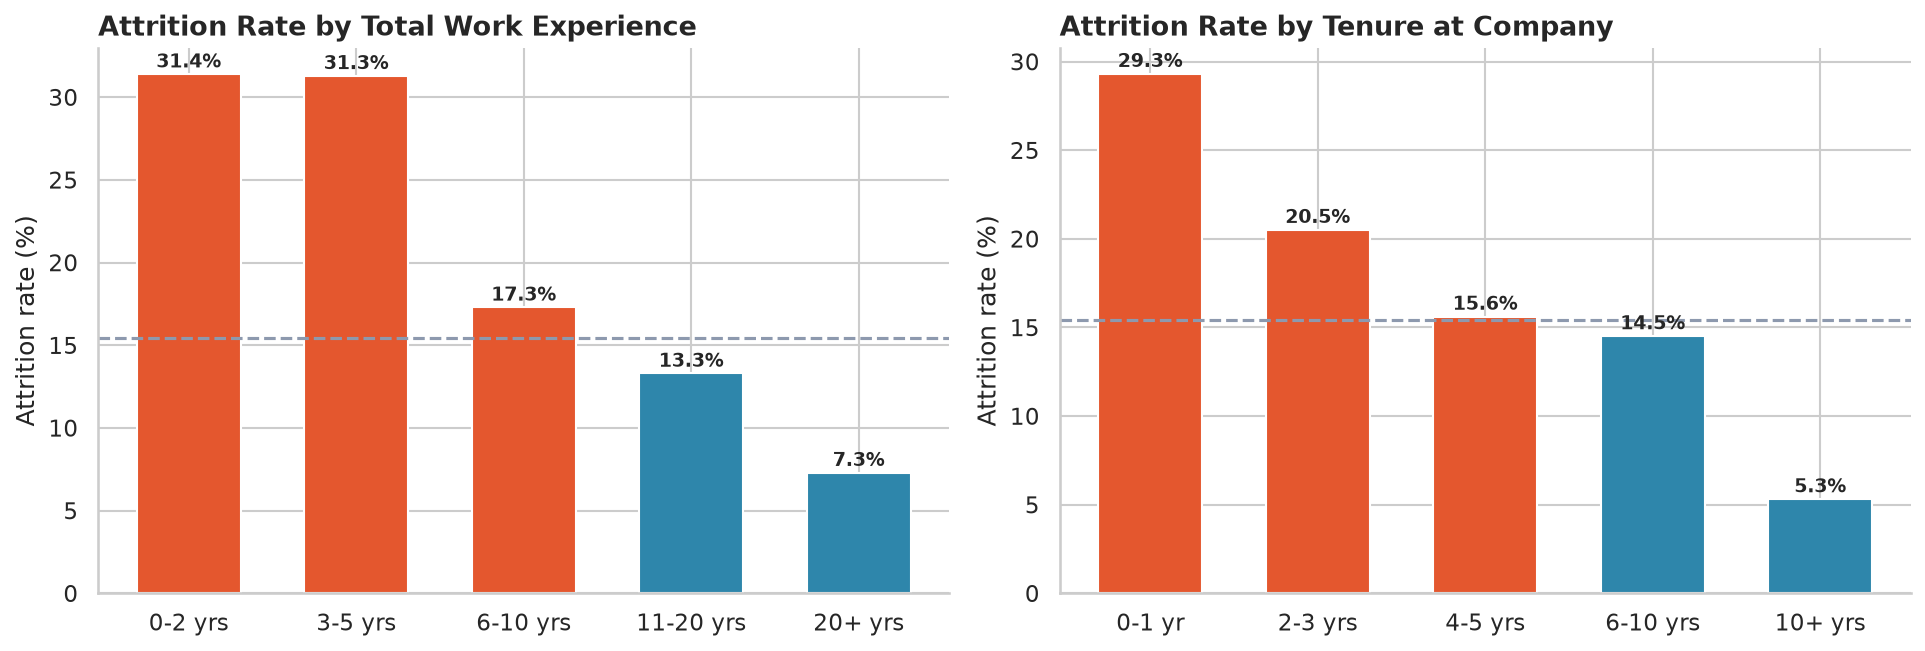 Attrition Rate by Total Work Experience
Attrition rate (%)
30
25
20
15
10
5
0
31.4%
31.3%
17.3%
13.3%
7.3%
0-2 yrs
3-5 yrs
6-10 yrs
11-20 yrs
20+ yrs
Attrition Rate by Tenure at Company
Attrition rate (%)
30
25
20
15
10
5
0
29.3%
20.5%
15.6%
14.5%
5.3%
0-1 yr
2-3 yrs
4-5 yrs
6-10 yrs
10+ yrs